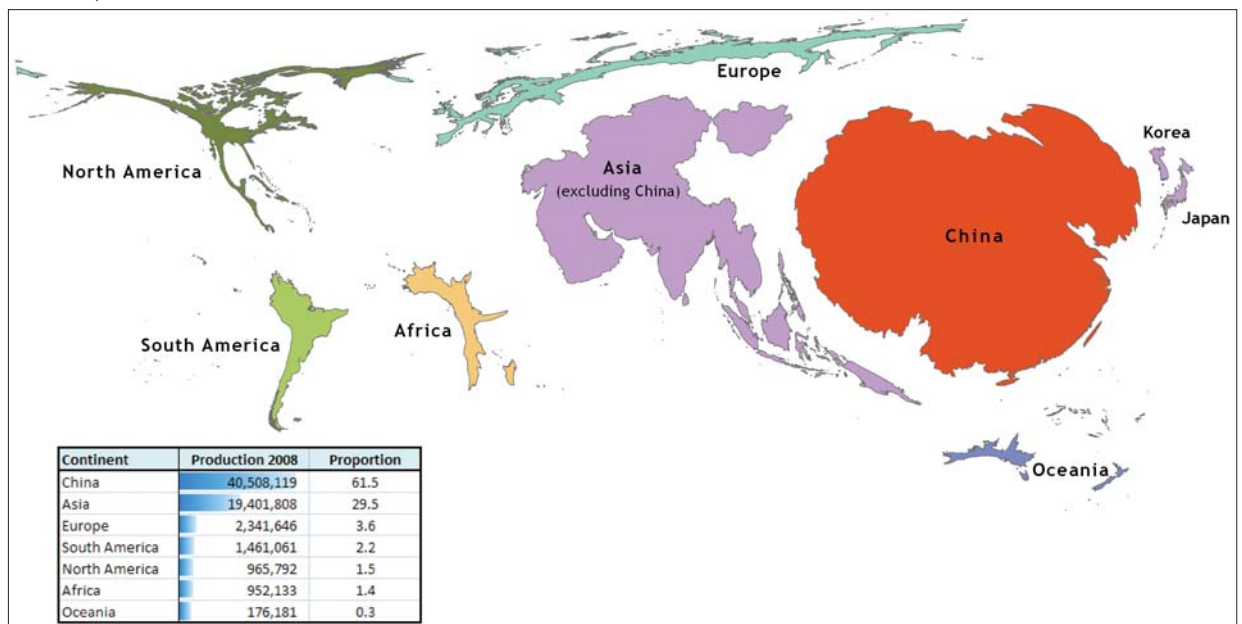 Europe
Korea
North America
Asia
(excluding China)
Japan
China
Africa
South America
Oceania
Continent Production 2008 Proportion
China 40,508,119 61.5
Asia 19,401,808 29.5
Europe 2,341,646 3.6
South America 1,461,061 2.2
North America 965,792 1.5
Africa 952,133 1.4
Oceania 176,181 0.3